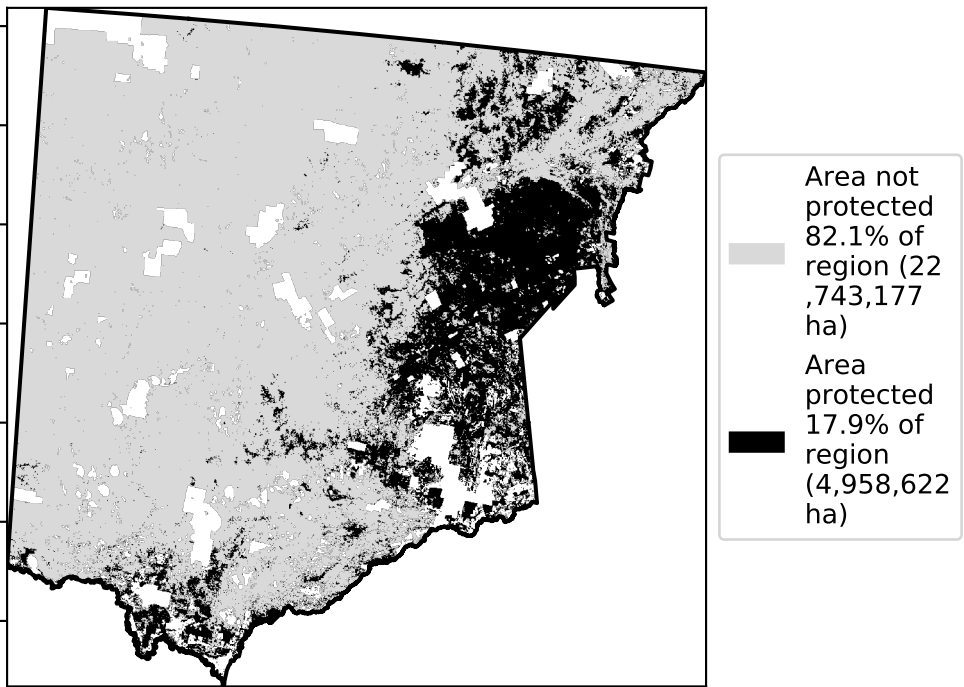 Area not
protected
82.1% of
region (22
,743,177
ha)
Area
protected
17.9% of
region
(4,958,622
ha)